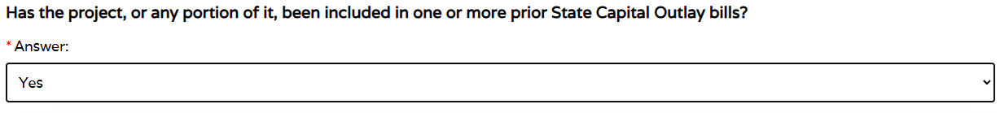 Has the project, or any portion of it, been included in one or more prior State Capital Outlay bills?
* Answer:
Yes